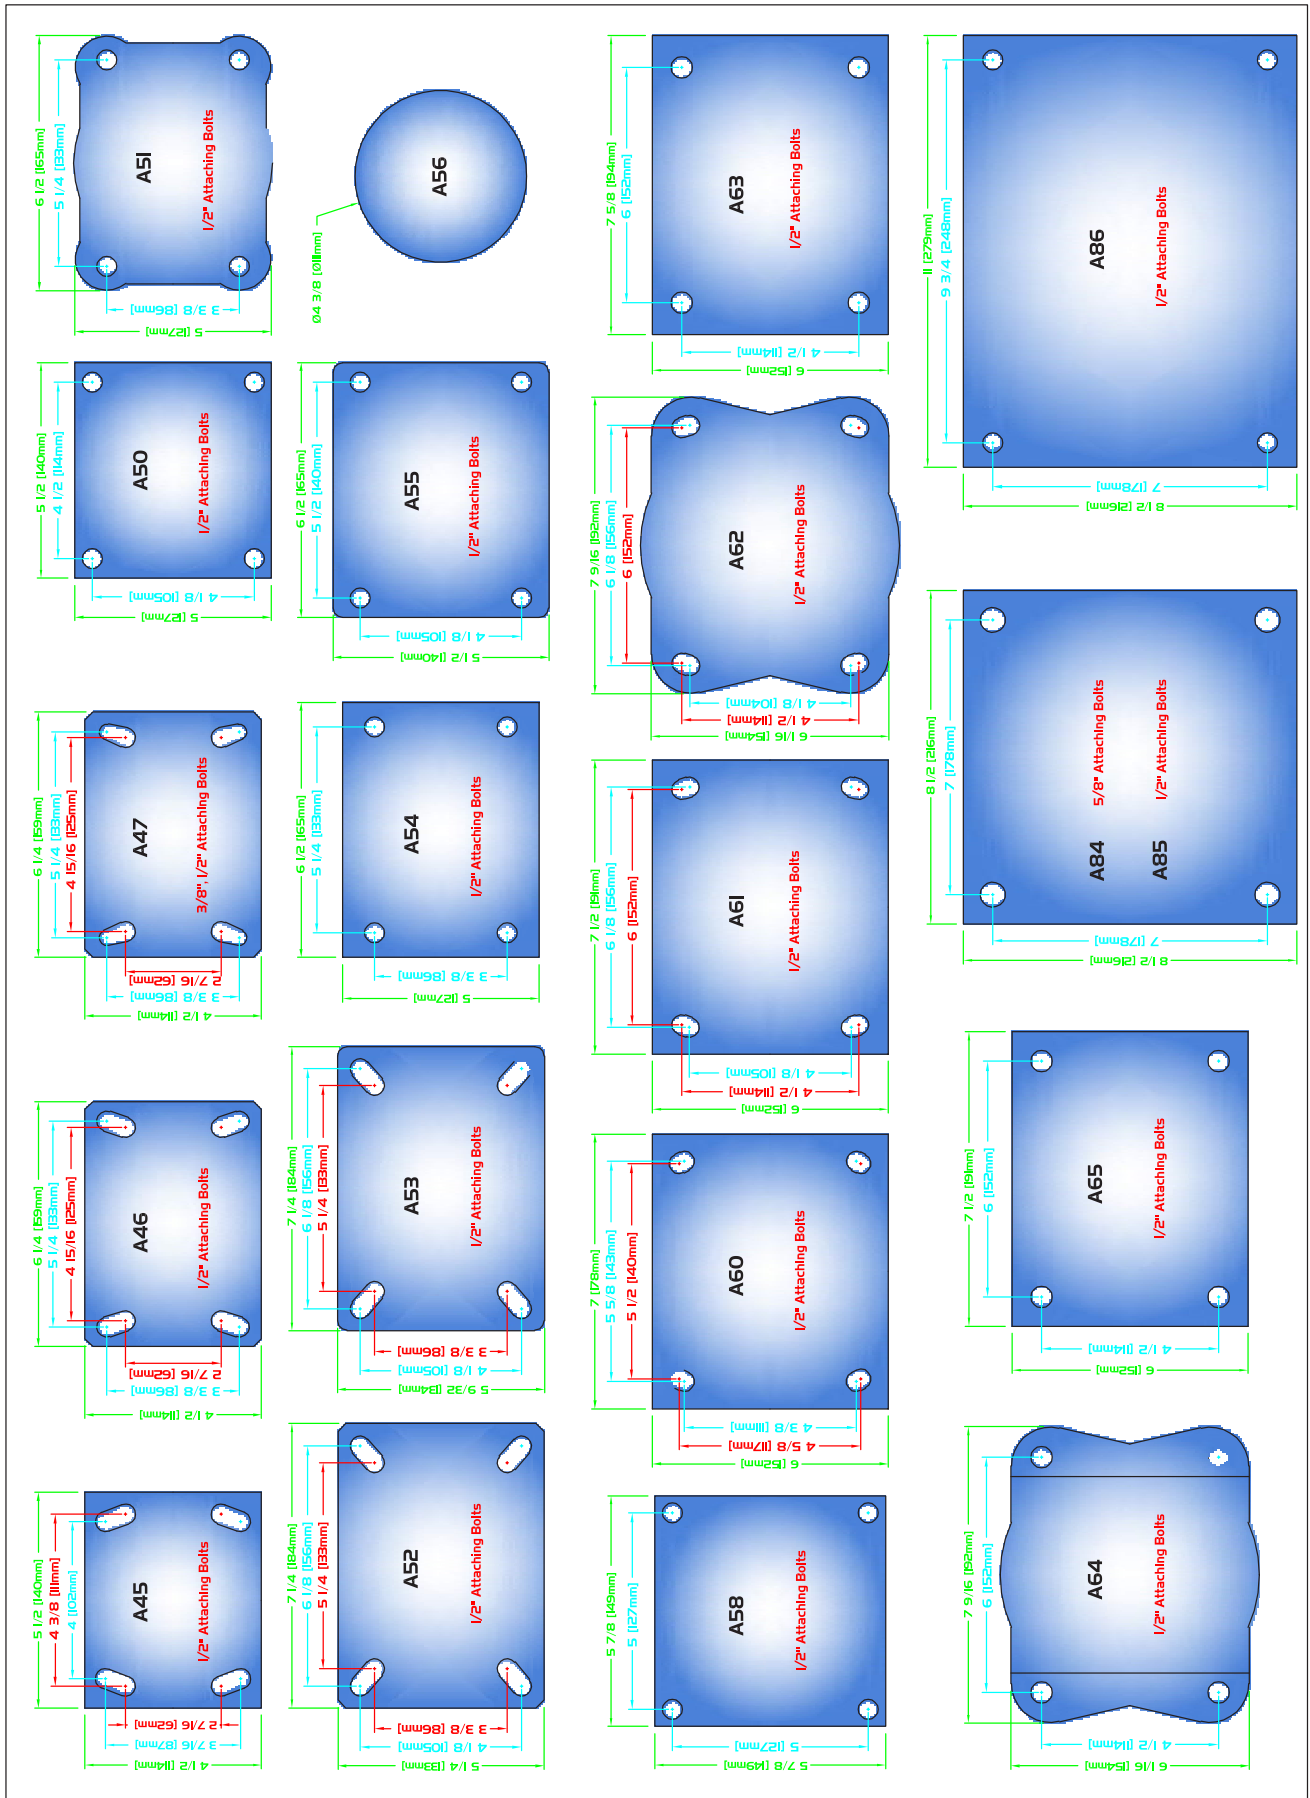 6 1/2 [165mm]
5 1/4 [133mm]
A51
1/2" Attaching Bolts
3 3/8 [86mm]
5 [127mm]
A56
Ø4 3/8 [Ø111mm]
7 5/8 [194mm]
6 [152mm]
A63
1/2" Attaching Bolts
4 1/2 [114mm]
6 [152mm]
11 [279mm]
9 3/4 [248mm]
A86
1/2" Attaching Bolts
7 [178mm]
8 1/2 [216mm]
5 1/2 [140mm]
4 1/2 [114mm]
A50
1/2" Attaching Bolts
4 1/8 [105mm]
5 [127mm]
6 1/2 [165mm]
5 1/2 [140mm]
A55
1/2" Attaching Bolts
4 1/8 [105mm]
5 1/2 [140mm]
7 9/16 [192mm]
6 1/8 [156mm]
6 [152mm]
A62
1/2" Attaching Bolts
4 1/8 [104mm]
4 1/2 [114mm]
6 1/16 [154mm]
8 1/2 [216mm]
7 [178mm]
A84
5/8" Attaching Bolts
A85
1/2" Attaching Bolts
7 [178mm]
8 1/2 [216mm]
6 1/4 [159mm]
5 1/4 [133mm]
4 15/16 [125mm]
A47
3/8", 1/2" Attaching Bolts
2 7/16 [62mm]
3 3/8 [86mm]
4 1/2 [114mm]
6 1/2 [165mm]
5 1/4 [133mm]
A54
1/2" Attaching Bolts
3 3/8 [86mm]
5 [127mm]
7 1/2 [191mm]
6 1/8 [156mm]
6 [152mm]
A61
1/2" Attaching Bolts
4 1/8 [105mm]
4 1/2 [114mm]
6 [152mm]
7 1/2 [191mm]
6 [152mm]
A65
1/2" Attaching Bolts
4 1/2 [114mm]
6 [152mm]
6 1/4 [159mm]
5 1/4 [133mm]
4 15/16 [125mm]
A46
1/2" Attaching Bolts
2 7/16 [62mm]
3 3/8 [86mm]
4 1/2 [114mm]
7 1/4 [184mm]
6 1/8 [156mm]
5 1/4 [133mm]
A53
1/2" Attaching Bolts
3 3/8 [86mm]
4 1/8 [105mm]
5 9/32 [134mm]
7 [178mm]
5 5/8 [143mm]
5 1/2 [140mm]
A60
1/2" Attaching Bolts
4 3/8 [111mm]
4 5/8 [117mm]
6 [152mm]
7 9/16 [192mm]
6 [152mm]
A64
1/2" Attaching Bolts
4 1/2 [114mm]
6 1/16 [154mm]
5 1/2 [140mm]
4 3/8 [111mm]
4 [102mm]
A45
1/2" Attaching Bolts
2 7/16 [62mm]
3 7/16 [87mm]
4 1/2 [114mm]
7 1/4 [184mm]
6 1/8 [156mm]
5 1/4 [133mm]
A52
1/2" Attaching Bolts
3 3/8 [86mm]
4 1/8 [105mm]
5 1/4 [133mm]
5 7/8 [149mm]
5 [127mm]
A58
1/2" Attaching Bolts
5 [127mm]
5 7/8 [149mm]